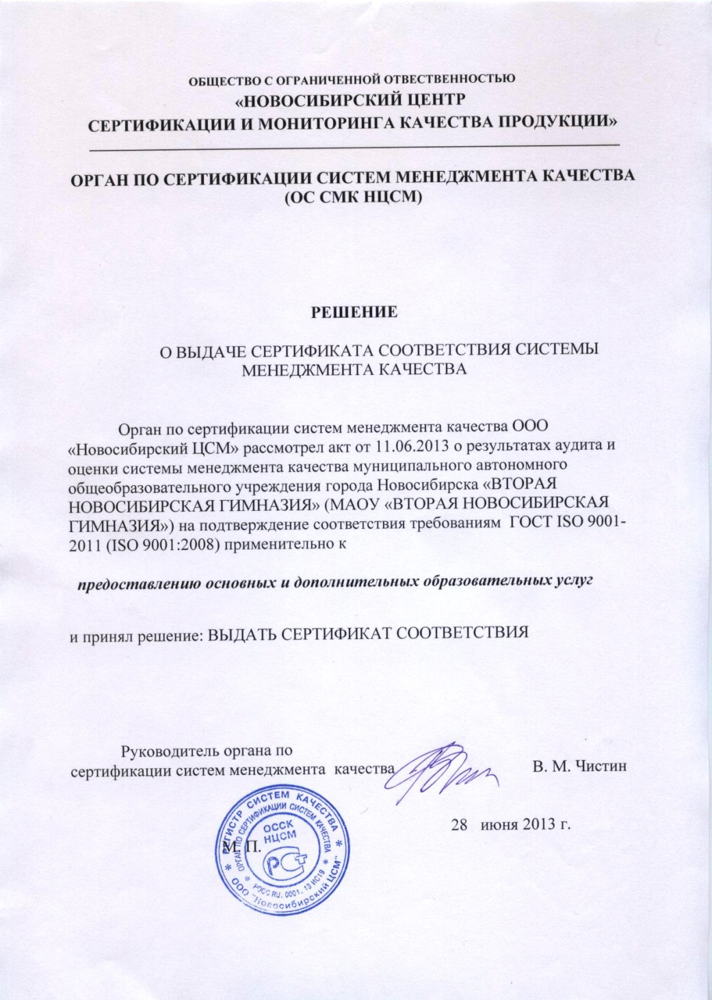 ОБЩЕСТВО С ОГРАНИЧЕННОЙ ОТВЕСТВЕННОСТЬЮ
«НОВОСИБИРСКИЙ ЦЕНТР
СЕРТИФИКАЦИИ И МОНИТОРИНГА КАЧЕСТВА ПРОДУКЦИИ»
ОРГАН ПО СЕРТИФИКАЦИИ СИСТЕМ МЕНЕДЖМЕНТА КАЧЕСТВА
(ОС СМК НЦСМ)
РЕШЕНИЕ
О ВЫДАЧЕ СЕРТИФИКАТА СООТВЕТСТВИЯ СИСТЕМЫ
МЕНЕДЖМЕНТА КАЧЕСТВА
Орган по сертификации систем менеджмента качества ООО
«Новосибирский ЦСМ» рассмотрел акт от 11.06.2013 о результатах аудита и
оценки системы менеджмента качества муниципального автономного
общеобразовательного учреждения города Новосибирска «ВТОРАЯ
НОВОСИБИРСКАЯ ГИМНАЗИЯ» (МАОУ «ВТОРАЯ НОВОСИБИРСКАЯ
ГИМНАЗИЯ») на подтверждение соответствия требованиям ГОСТ ISO 9001-
2011 (ISO 9001:2008) применительно к
предоставлению основных и дополнительных образовательных услуг
и принял решение: ВЫДАТЬ СЕРТИФИКАТ СООТВЕТСТВИЯ
Руководитель органа по
сертификации систем менеджмента качества
В. М. Чистин
28 июня 2013 г.
М. П.
* РЕГИСТР СИСТЕМ КАЧЕСТВА *
ООО "Новосибирский ЦСМ"
ОРГАН ПО СЕРТИФИКАЦИИ СИСТЕМ КАЧЕСТВА
* РОСС RU. 0001. 13 ИС19 *
ОССК
НЦСМ